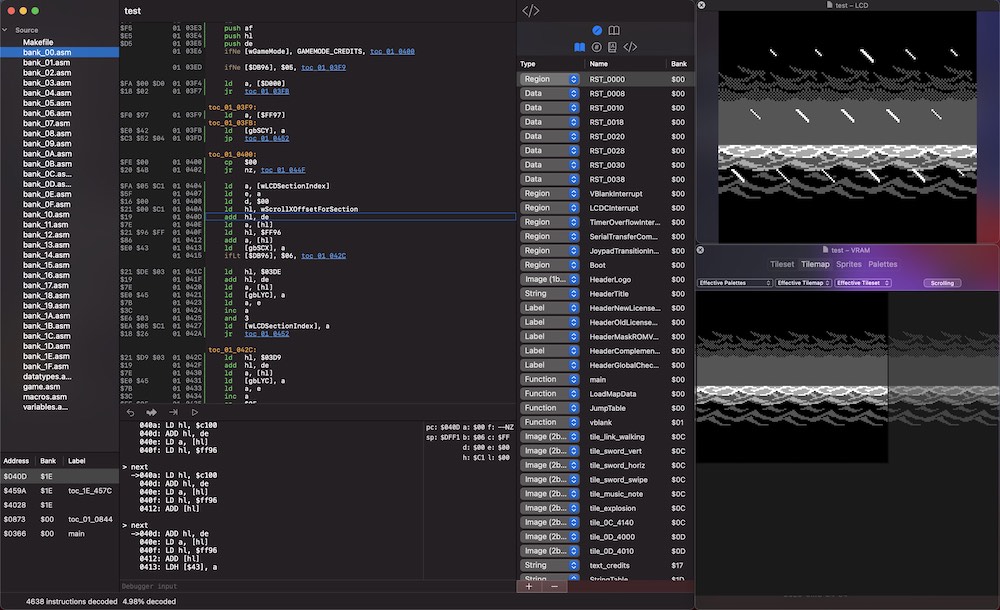 test
Source
Makefile
bank_00.asm
bank_01.asm
bank_02.asm
bank_03.asm
bank_04.asm
bank_05.asm
bank_06.asm
bank_07.asm
bank_08.asm
bank_09.asm
bank_0A.asm
bank_0B.asm
bank_0C....
bank_0D....
bank_0E.asm
bank_0F.asm
bank_10.asm
bank_11.asm
bank_12.asm
bank_13.asm
bank_14.asm
bank_15.asm
bank_16.asm
bank_17.asm
bank_18.asm
bank_19.asm
bank_1A.asm
bank_1B.asm
bank_1C.asm
bank_1D.asm
bank_1E.asm
bank_1F.asm
datatypes.a...
game.asm
macros.asm
variables.a...
Address Bank Label
$040D $1E
$459A $1E toc_1E_457C
$4028 $1E
$0873 $00 toc_01_0844
$0366 $00 main
4638 instructions decoded 4.98% decoded
$F5 01 03E3 push af
$E5 01 03E4 push hl
$D5 01 03E5 push de
01 03E6 ifNe [wGameMode], GAMEMODE_CREDITS, toc_01_0400
01 03ED ifNe [$DB96], $05, toc_01_03F9
$FA $00 $D0 01 03F4 ld a, [$D000]
$18 $02 01 03F7 jr toc_01_03FB
toc_01_03F9:
$F0 $97 01 03F9 ld a, [$FF97]
toc_01_03FB:
$E0 $42 01 03FB ld [gbSCY], a
$C3 $52 $04 01 03FD jp toc_01_0452
toc_01_0400:
$FE $00 01 0400 cp $00
$20 $4B 01 0402 jr nz, toc_01_044F
$FA $05 $C1 01 0404 ld a, [wLCDSectionIndex]
$5F 01 0407 ld e, a
$16 $00 01 0408 ld d, $00
$21 $00 $C1 01 040A ld hl, wScrollXOffsetForSection
$19 01 040D add hl, de
$7E 01 040E ld a, [hl]
$21 $96 $FF 01 040F ld hl, $FF96
$86 01 0412 add a, [hl]
$E0 $43 01 0413 ld [gbSCX], a
01 0415 ifLt [$DB96], $06, toc_01_042C
$21 $DE $03 01 041C ld hl, $03DE
$19 01 041F add hl, de
$7E 01 0420 ld a, [hl]
$E0 $45 01 0421 ld [gbLYC], a
$7B 01 0423 ld a, e
$3C 01 0424 inc a
$E6 $03 01 0425 and 3
$EA $05 $C1 01 0427 ld [wLCDSectionIndex], a
$18 $26 01 042A jr toc_01_0452
toc_01_042C:
$21 $D9 $03 01 042C ld hl, $03D9
$19 01 042F add hl, de
$7E 01 0430 ld a, [hl]
$E0 $45 01 0431 ld [gbLYC], a
$7B 01 0433 ld a, e
$3C 01 0434 inc a
040a: LD hl, $c100
040d: ADD hl, de
040e: LD a, [hl]
040f: LD hl, $ff96
> next
->040a: LD hl, $c100
040d: ADD hl, de
040e: LD a, [hl]
040f: LD hl, $ff96
0412: ADD [hl]
> next
->040d: ADD hl, de
040e: LD a, [hl]
040f: LD hl, $ff96
0412: ADD [hl]
0413: LDH [$43], a
Debugger input
pc: $040D a: $00 f: --NZ
sp: $DFF1 b: $06 c: $FF
d: $00 e: $00
h: $C1 l: $00
Type Name Bank
Region RST_0000 $00
Data RST_0008 $00
Data RST_0010 $00
Data RST_0018 $00
Data RST_0020 $00
Data RST_0028 $00
Data RST_0030 $00
Data RST_0038 $00
Region VBlankInterrupt $00
Region LCDCInterrupt $00
Region TimerOverflowInter... $00
Region SerialTransferCom... $00
Region JoypadTransitionIn... $00
Region Boot $00
Image (1b... HeaderLogo $00
String HeaderTitle $00
Label HeaderNewLicense... $00
Label HeaderOldLicense... $00
Label HeaderMaskROMV... $00
Label HeaderComplemen... $00
Label HeaderGlobalChec... $00
Function main $00
Function LoadMapData $00
Function JumpTable $00
Function vblank $01
Image (2b... tile_link_walking $0C
Image (2b... tile_sword_vert $0C
Image (2b... tile_sword_horiz $0C
Image (2b... tile_sword_swipe $0C
Image (2b... tile_music_note $0C
Image (2b... tile_explosion $0C
Image (2b... tile_0C_4140 $0C
Image (2b... tile_0D_4000 $0D
Image (2b... tile_0D_4010 $0D
String text_credits $17
String StringTable $1D
test – LCD
test – VRAM
Tileset Tilemap Sprites Palettes
Effective Palettes Effective Tilemap Effective Tileset Scrolling